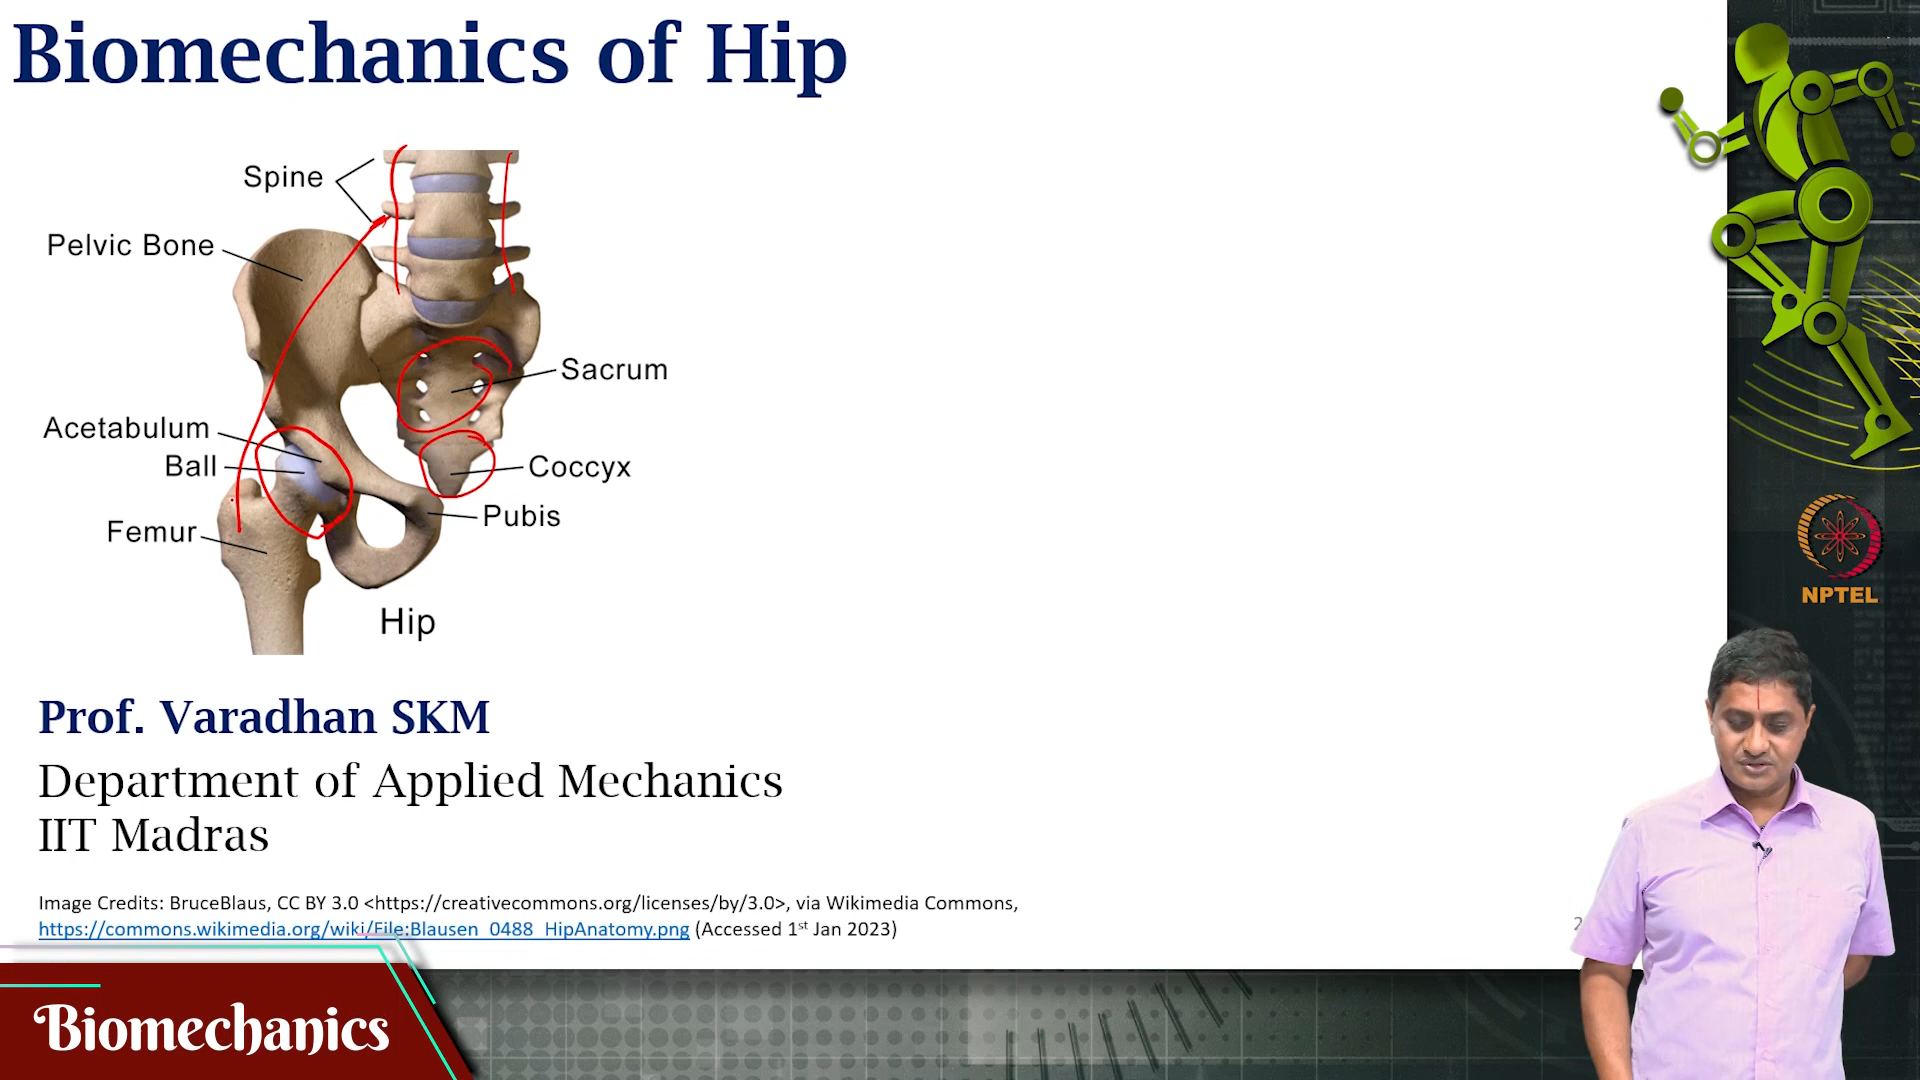 Biomechanics of Hip
Spine
Pelvic Bone
Sacrum
Acetabulum
Ball
Coccyx
Pubis
Femur
Hip
NPTEL
Prof. Varadhan SKM
Department of Applied Mechanics
IIT Madras
Image Credits: BruceBlaus, CC BY 3.0 <https://creativecommons.org/licenses/by/3.0>, via Wikimedia Commons,
https://commons.wikimedia.org/wiki/File:Blausen_0488_HipAnatomy.png (Accessed 1st Jan 2023)
2
Biomechanics